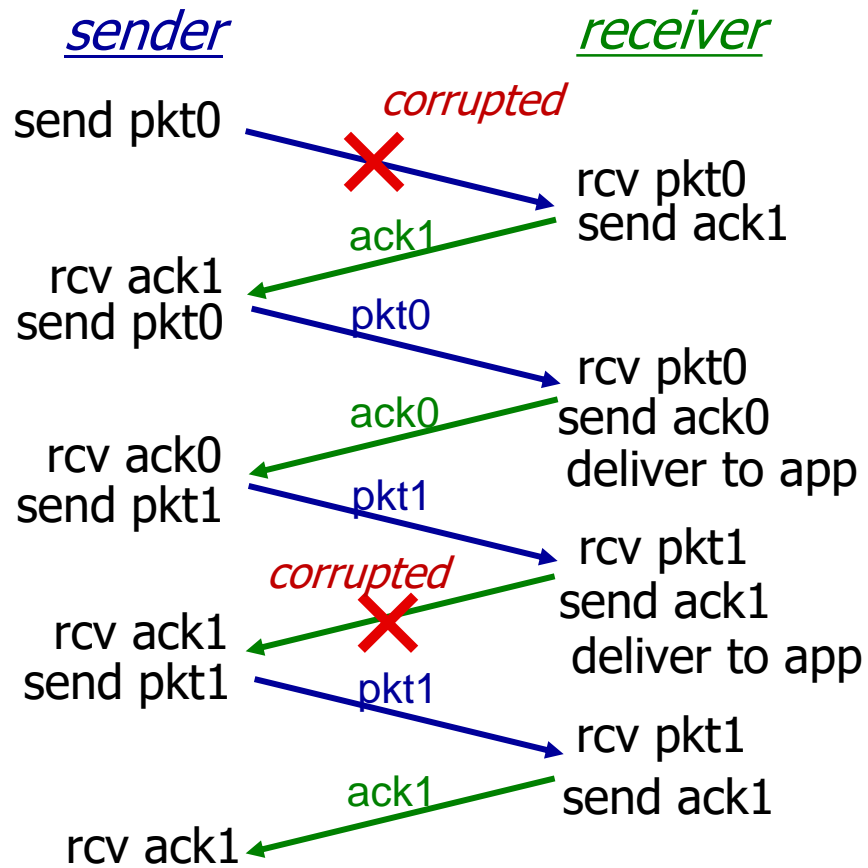 sender
receiver
corrupted
send pkt0
rcv pkt0
send ack1
ack1
rcv ack1
send pkt0
pkt0
rcv pkt0
send ack0
deliver to app
ack0
rcv ack0
send pkt1
pkt1
rcv pkt1
send ack1
deliver to app
corrupted
rcv ack1
send pkt1
pkt1
rcv pkt1
send ack1
ack1
rcv ack1